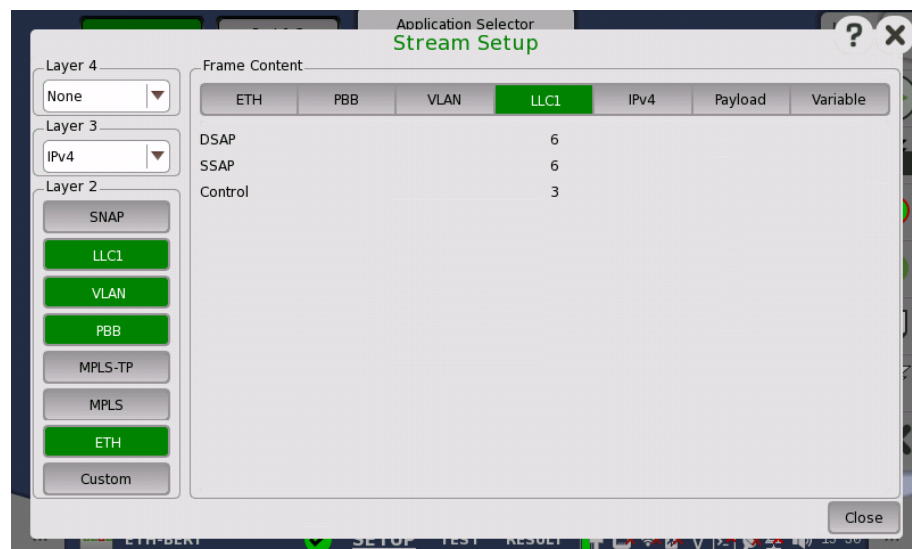 Application Selector
Stream Setup
?
Layer 4
None
Layer 3
IPv4
Layer 2
SNAP
LLC1
VLAN
PBB
MPLS-TP
MPLS
ETH
Custom
Frame Content
ETH PBB VLAN LLC1 IPv4 Payload Variable
DSAP 6
SSAP 6
Control 3
Close
ETH-BERT SETUP TEST RESULT